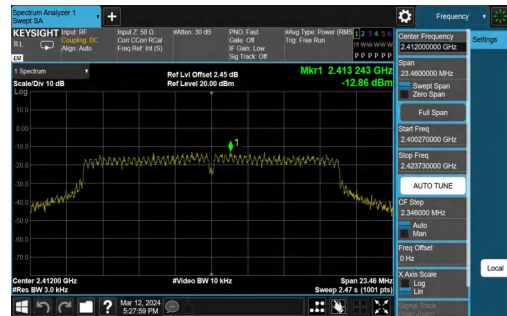 Spectrum Analyzer 1
Swept SA
Frequency
Settings
KEYSIGHT
Input: RF
Input Z: 50 Ω
#Atten: 30 dB
PNO: Fast
#Avg Type: Power (RMS
1 2 3 4 5 6
RL
Coupling: DC
Corr CCorr RCal
Gate: Off
Trig: Free Run
M W W W W W
Align: Auto
Freq Ref: Int (S)
IF Gain: Low
P P P P P P
Sig Track: Off
LV
1 Spectrum
Ref Lvl Offset 2.45 dB
Mkr1 2.413 243 GHz
Scale/Div 10 dB
Ref Level 20.00 dBm
-12.86 dBm
Log
10.0
0.00
-10.0
-20.0
-30.0
-40.0
-50.0
-60.0
-70.0
1
Center 2.41200 GHz
#Video BW 10 kHz
Span 23.46 MHz
#Res BW 3.0 kHz
Sweep 2.47 s (1001 pts)
Center Frequency
2.412000000 GHz
Span
23.4600000 MHz
Swept Span
Zero Span
Full Span
Start Freq
2.400270000 GHz
Stop Freq
2.423730000 GHz
AUTO TUNE
CF Step
2.346000 MHz
Auto
Man
Freq Offset
0 Hz
X Axis Scale
Log
Lin
Signal Track
Local
?
Mar 12, 2024
5:27:59 PM